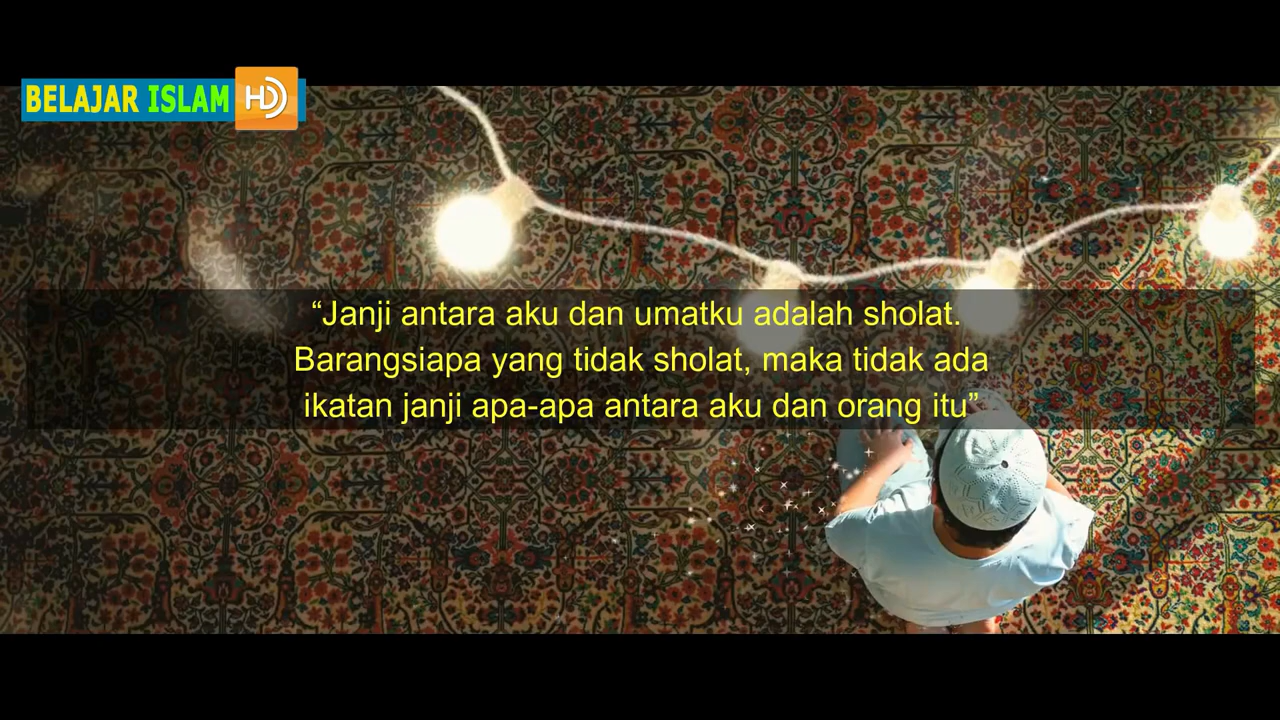 BELAJAR ISLAM HD
“Janji antara aku dan umatku adalah sholat.
Barangsiapa yang tidak sholat, maka tidak ada
ikatan janji apa-apa antara aku dan orang itu”